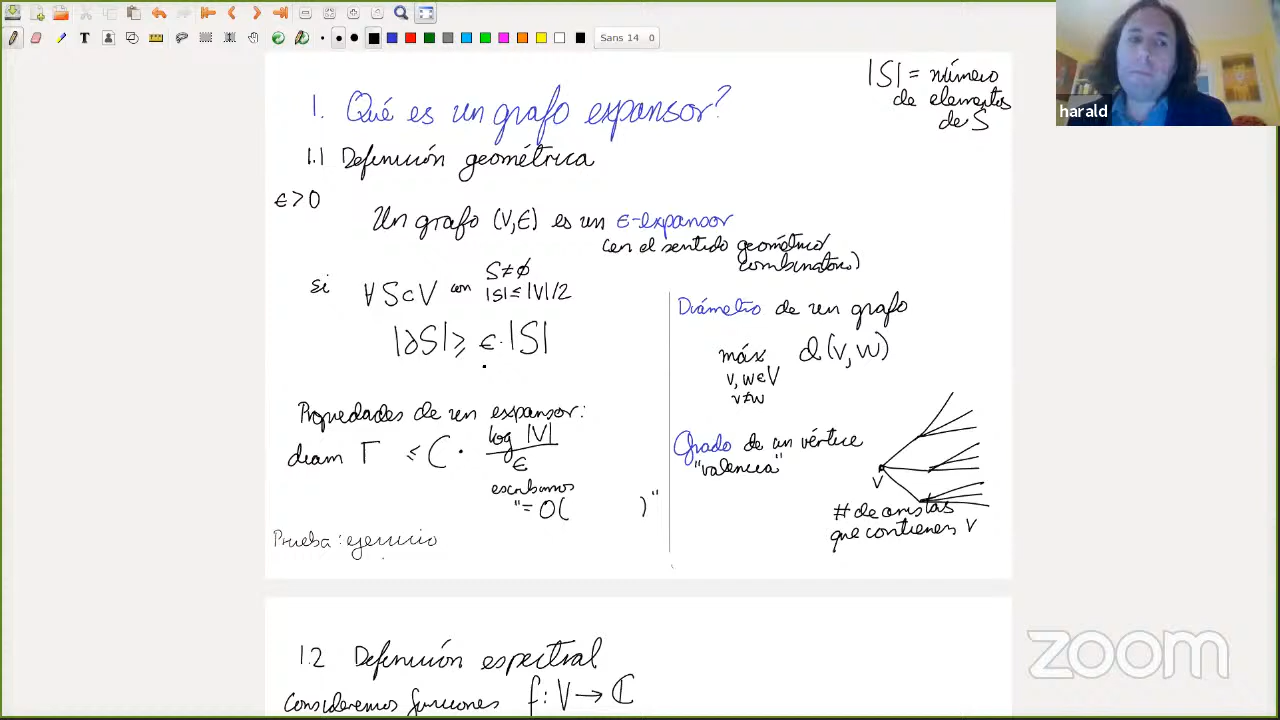 Sans 14 0
|S| = número
de elementos
de S
harald
1. Qué es un grafo expansor?
1.1 Definición geométrica
ϵ > 0
Un grafo (V,E) es un ϵ-expansor
(en el sentido geométrico/
combinatorio)
si ∀ S⊂V con S≠∅
|S| ≤ |V|/2
|∂S| ≥ ϵ·|S|
Propiedades de un expansor:
diam Γ ≤ C · log |V| / ϵ
escribimos
"= O( )"
Prueba: ejercicio
Diámetro de un grafo
máx d(v,w)
v,w∈V
v≠w
Grado de un vértice
"valencia"
v
# de aristas
que contienen v
1.2 Definición espectral
Consideremos funciones f: V → ℂ
zoom